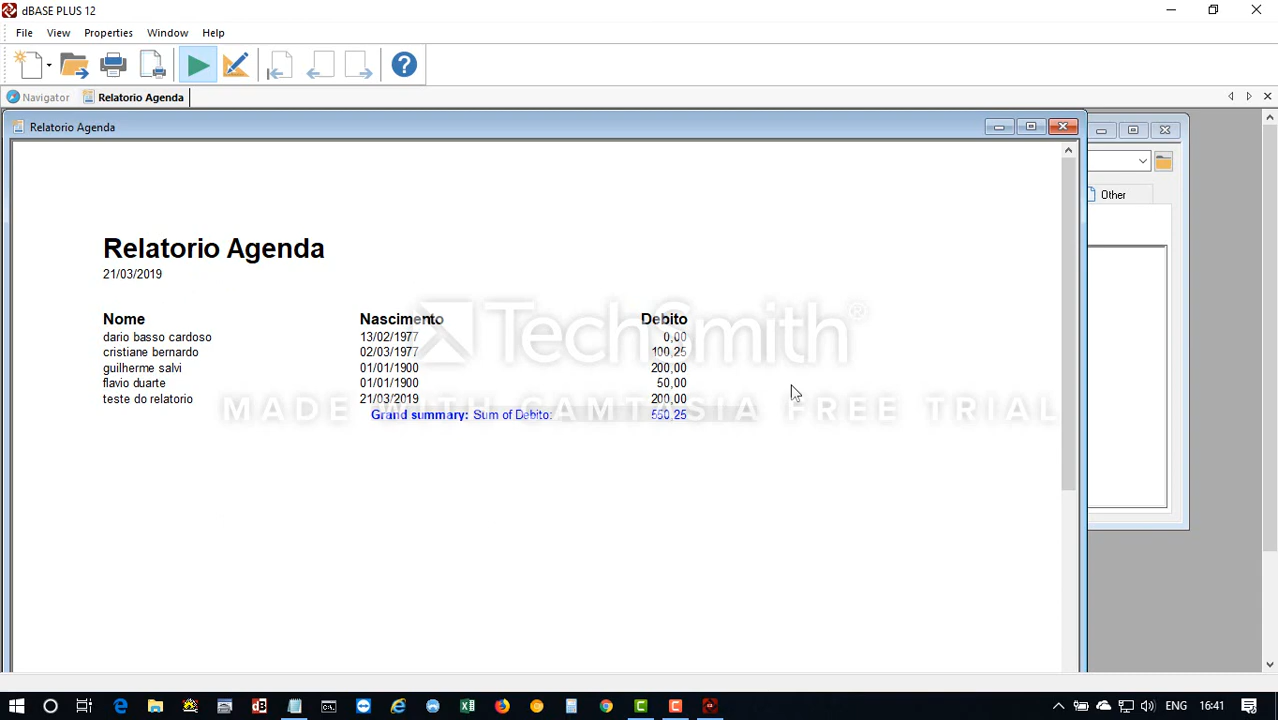 dBASE PLUS 12
File View Properties Window Help
Navigator Relatorio Agenda
Relatorio Agenda
Other
Relatorio Agenda
21/03/2019
Nome Nascimento Debito
dario basso cardoso 13/02/1977 0,00
cristiane bernardo 02/03/1977 100,25
guilherme salvi 01/01/1900 200,00
flavio duarte 01/01/1900 50,00
teste do relatorio 21/03/2019 200,00
Grand summary: Sum of Debito: 550,25
TechSmith®
MADE WITH CAMTASIA FREE TRIAL
ENG 16:41